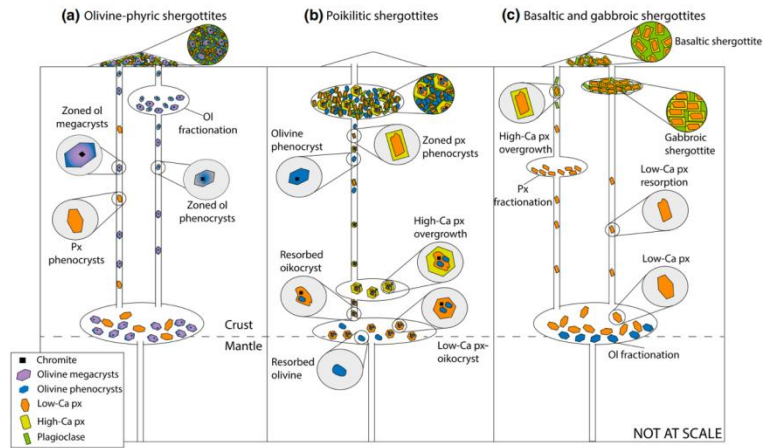 (a) Olivine-phyric shergottites
Zoned ol
megacrysts
Ol
fractionation
Px
phenocrysts
Zoned ol
phenocrysts
(b) Poikilitic shergottites
Olivine
phenocryst
Zoned px
phenocrysts
High-Ca px
overgrowth
Resorbed
oikocryst
Resorbed
olivine
Low-Ca px-
oikocryst
(c) Basaltic and gabbroic shergottites
Basaltic shergottite
High-Ca px
overgrowth
Gabbroic
shergottite
Px
fractionation
Low-Ca px
resorption
Low-Ca px
Ol fractionation
Crust
Mantle
Chromite
Olivine megacrysts
Olivine phenocrysts
Low-Ca px
High-Ca px
Plagioclase
NOT AT SCALE